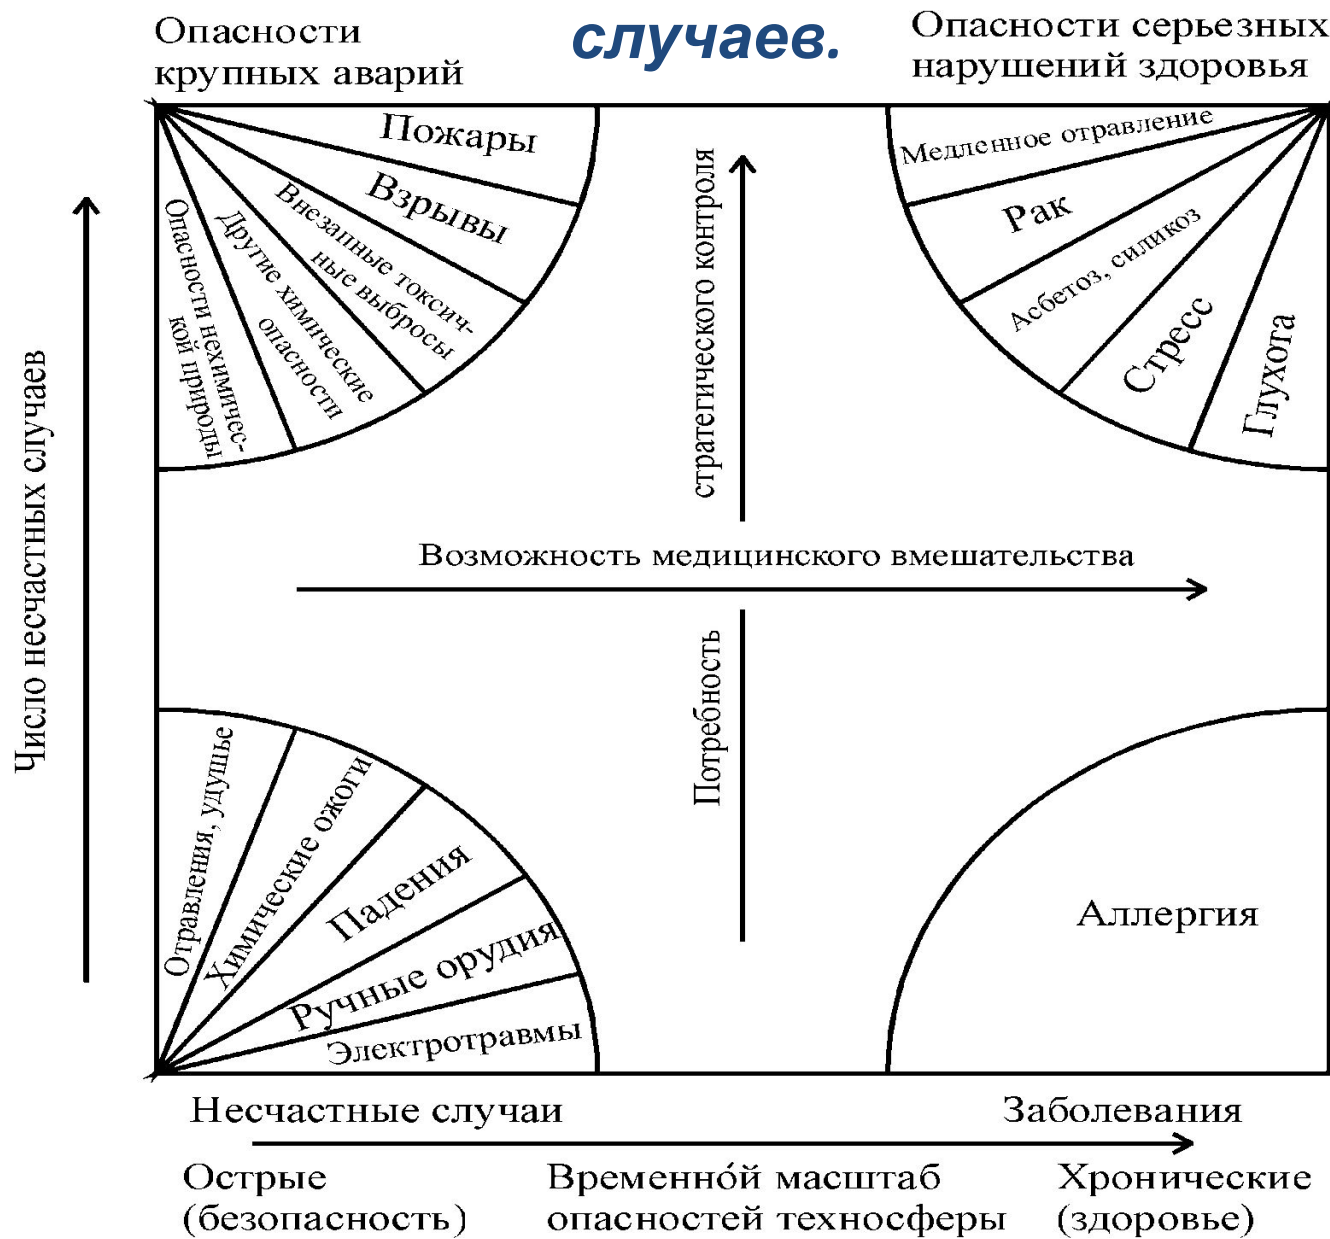 случаев.
Опасности
крупных аварий
Опасности серьезных
нарушений здоровья
Пожары
Взрывы
Внезапные токсич-
ные выбросы
Другие химические
опасности
Опасности нехимичес-
кой природы
Медленное отравление
Рак
Асбетоз, силикоз
Стресс
Глухота
Число несчастных случаев
стратегического контроля
Возможность медицинского вмешательства
Потребность
Отравления, удушье
Химические ожоги
Падения
Ручные орудия
Электротравмы
Аллергия
Несчастные случаи
Заболевания
Острые
(безопасность)
Временно́й масштаб
опасностей техносферы
Хронические
(здоровье)